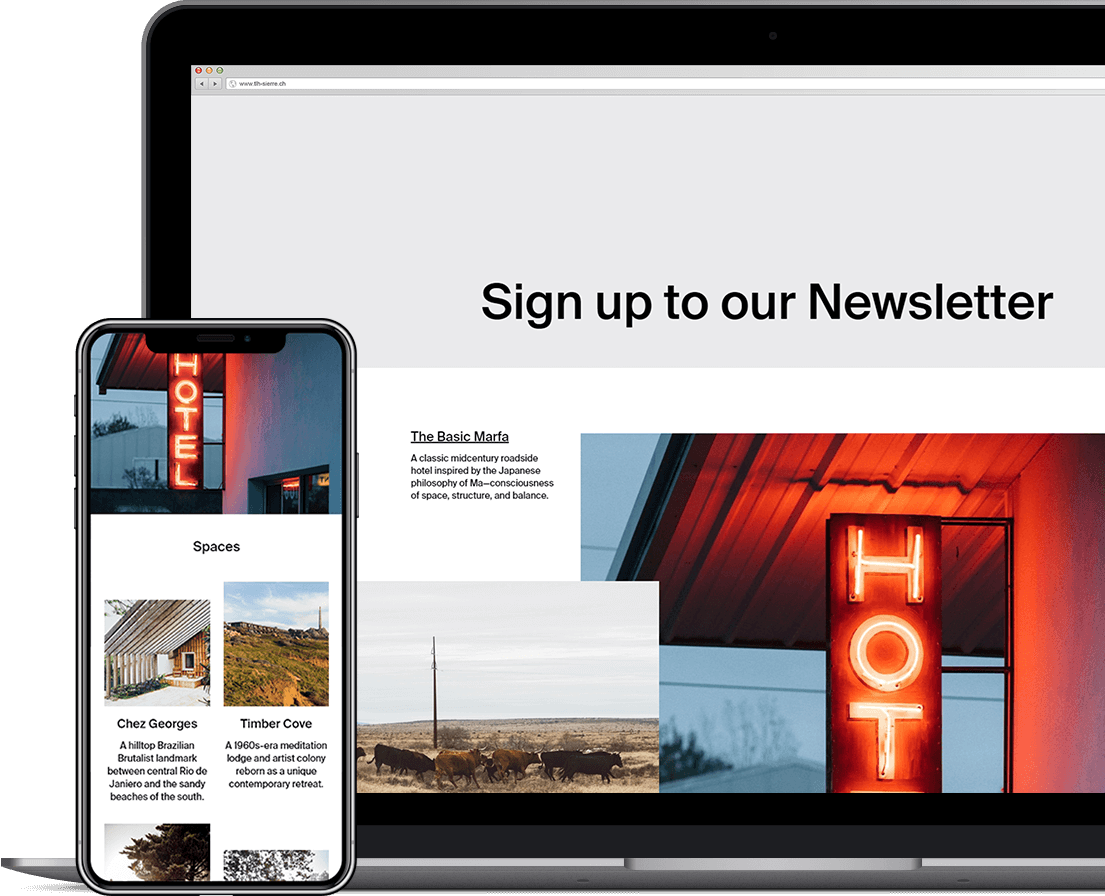 www.tlh-sierre.ch
Sign up to our Newsletter
The Basic Marfa
A classic midcentury roadside
hotel inspired by the Japanese
philosophy of Ma—consciousness
of space, structure, and balance.
HOT
HOTEL
Spaces
Chez Georges
A hilltop Brazilian
Brutalist landmark
between central Rio de
Janiero and the sandy
beaches of the south.
Timber Cove
A 1960s-era meditation
lodge and artist colony
reborn as a unique
contemporary retreat.